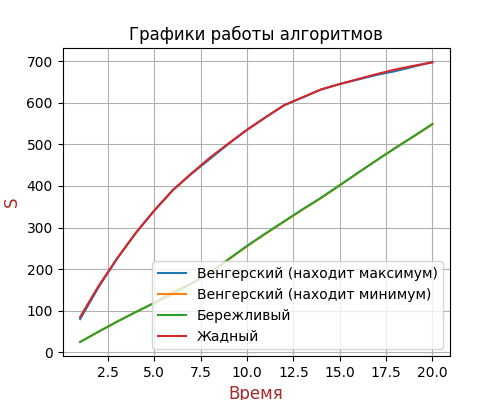 Графики работы алгоритмов
700
600
500
400
300
200
100
0
S
Венгерский (находит максимум)
Венгерский (находит минимум)
Бережливый
Жадный
2.5 5.0 7.5 10.0 12.5 15.0 17.5 20.0
Время